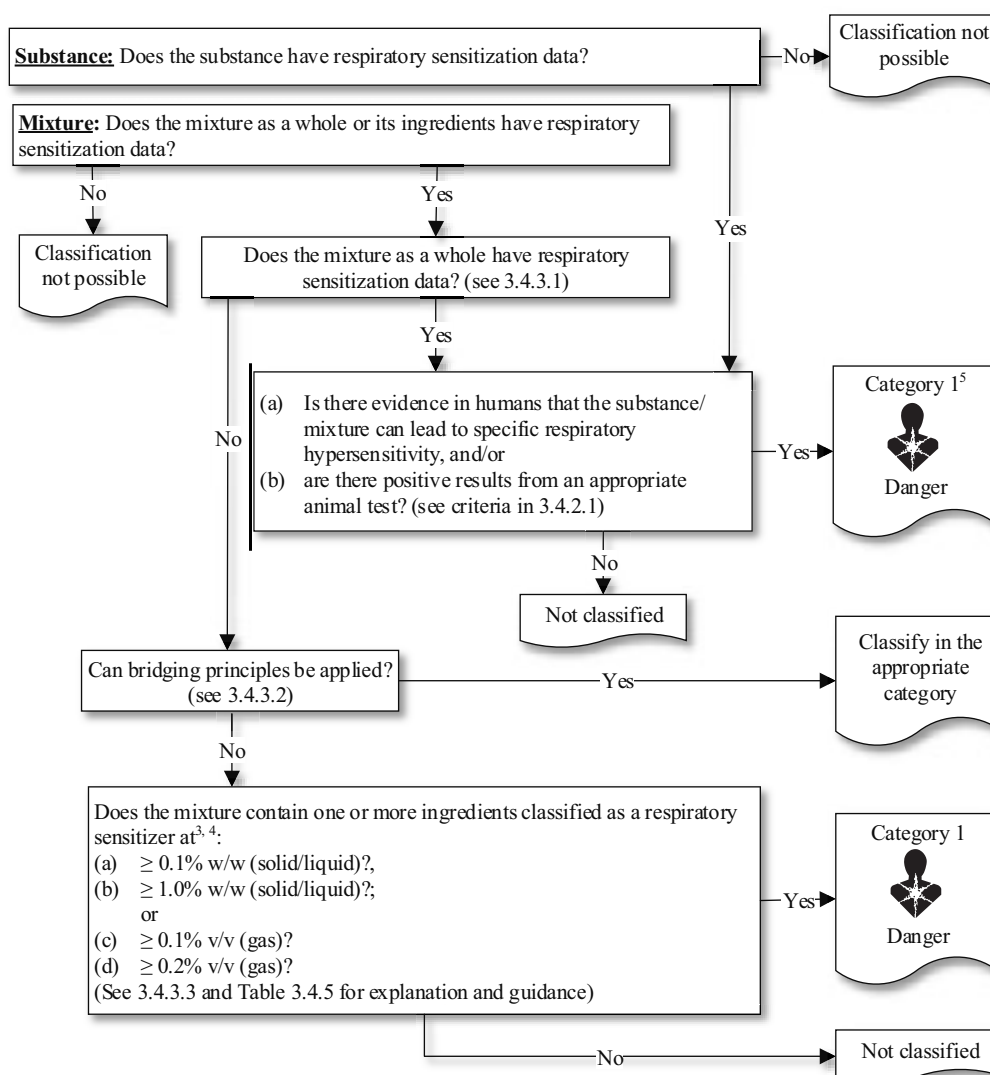 Substance: Does the substance have respiratory sensitization data?
No
Classification not
possible
Mixture: Does the mixture as a whole or its ingredients have respiratory
sensitization data?
No
Yes
Yes
Classification
not possible
Does the mixture as a whole have respiratory
sensitization data? (see 3.4.3.1)
Yes
No
(a) Is there evidence in humans that the substance/
mixture can lead to specific respiratory
hypersensitivity, and/or
(b) are there positive results from an appropriate
animal test? (see criteria in 3.4.2.1)
Yes
Category 1⁵
Danger
No
Not classified
Can bridging principles be applied?
(see 3.4.3.2)
Yes
Classify in the
appropriate
category
No
Does the mixture contain one or more ingredients classified as a respiratory
sensitizer at³, ⁴:
(a) ≥ 0.1% w/w (solid/liquid)?,
(b) ≥ 1.0% w/w (solid/liquid)?;
or
(c) ≥ 0.1% v/v (gas)?
(d) ≥ 0.2% v/v (gas)?
(See 3.4.3.3 and Table 3.4.5 for explanation and guidance)
Yes
Category 1
Danger
No
Not classified